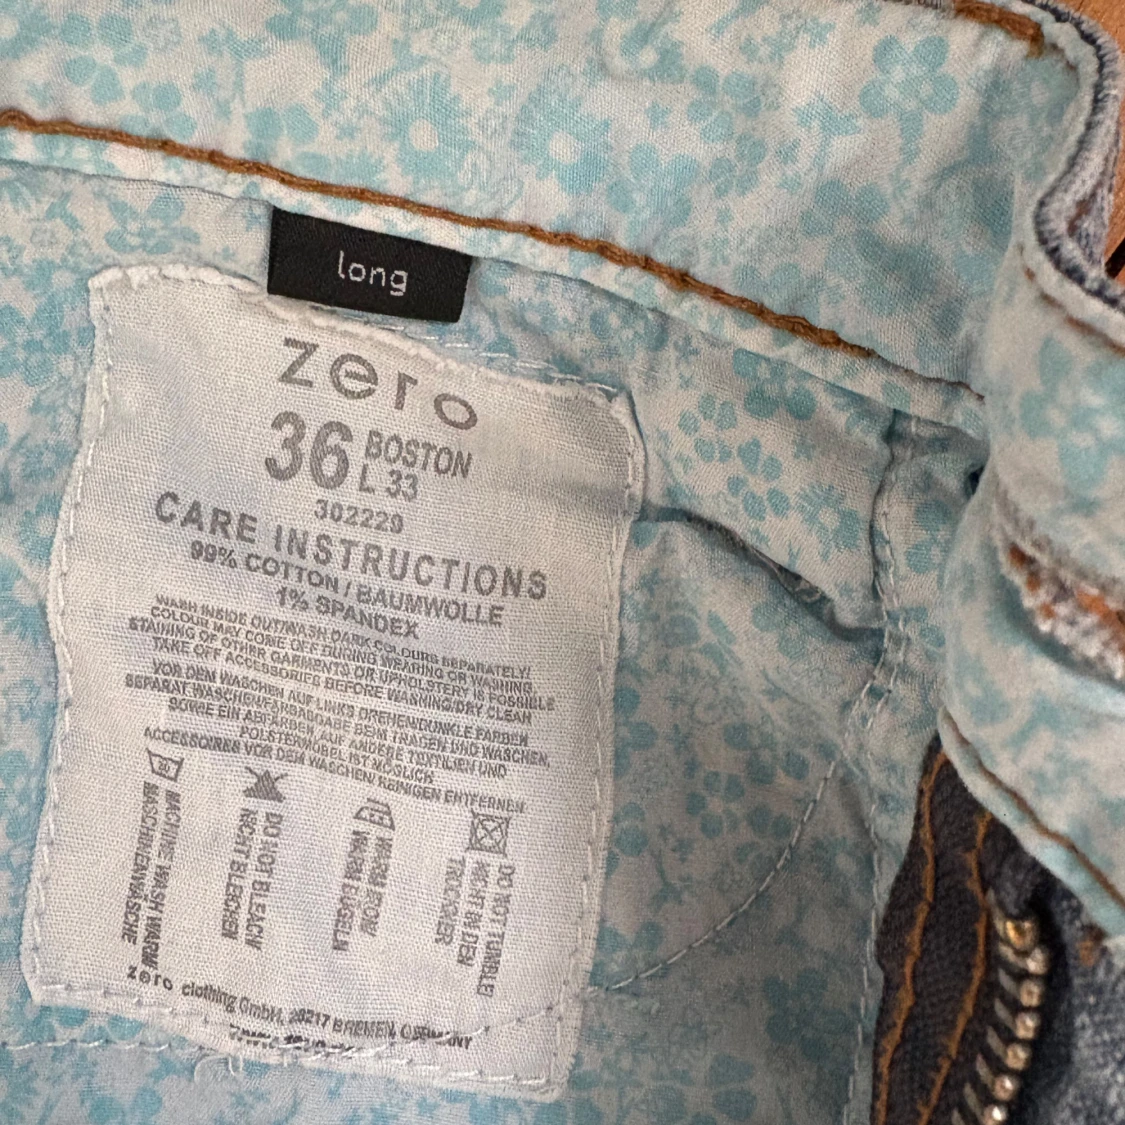 long
zero
36 BOSTON
L 33
302229
CARE INSTRUCTIONS
99% COTTON / BAUMWOLLE
1% SPANDEX
WASH INSIDE OUT/WASH DARK COLOURS SEPARATELY!
COLOUR MAY COME OFF DURING WEARING OR WASHING
STAINING OF OTHER GARMENTS OR UPHOLSTERY IS POSSIBLE
TAKE OFF ACCESSORIES BEFORE WASHING/DRY CLEAN
VOR DEM WASCHEN AUF LINKS DREHEN/DUNKLE FARBEN
SEPARAT WASCHEN/FARBABGABE BEIM TRAGEN UND WASCHEN,
SOWIE EIN ABFÄRBEN AUF ANDERE TEXTILIEN UND
POLSTERMÖBEL IST MÖGLICH
ACCESSOIRES VOR DEM WASCHEN/REINIGEN ENTFERNEN
MACHINE WASH WARM
MASCHINENWÄSCHE
DO NOT BLEACH
NICHT BLEICHEN
WARM IRON
WARM BÜGELN
DO NOT TUMBLE!
NICHT IN DEN
TROCKNER
zero clothing GmbH, 28217 BREMEN, GERMANY